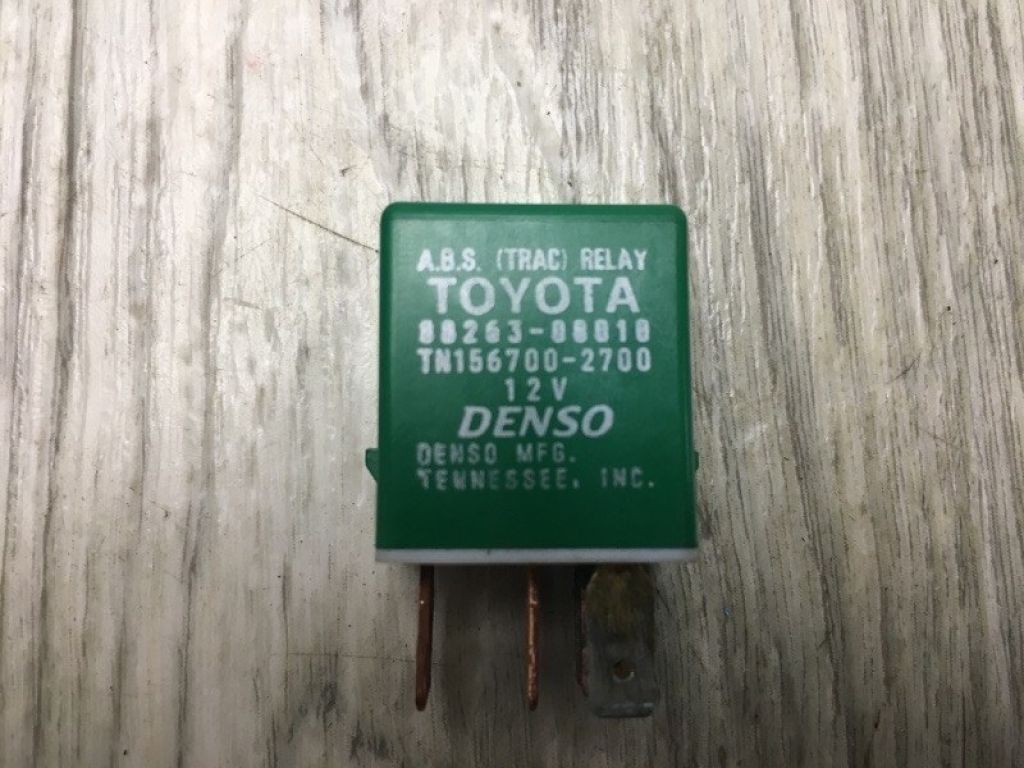 A.B.S. (TRAC) RELAY
TOYOTA
88263-08010
TN156700-2700
12V
DENSO
DENSO MFG.
TENNESSEE, INC.